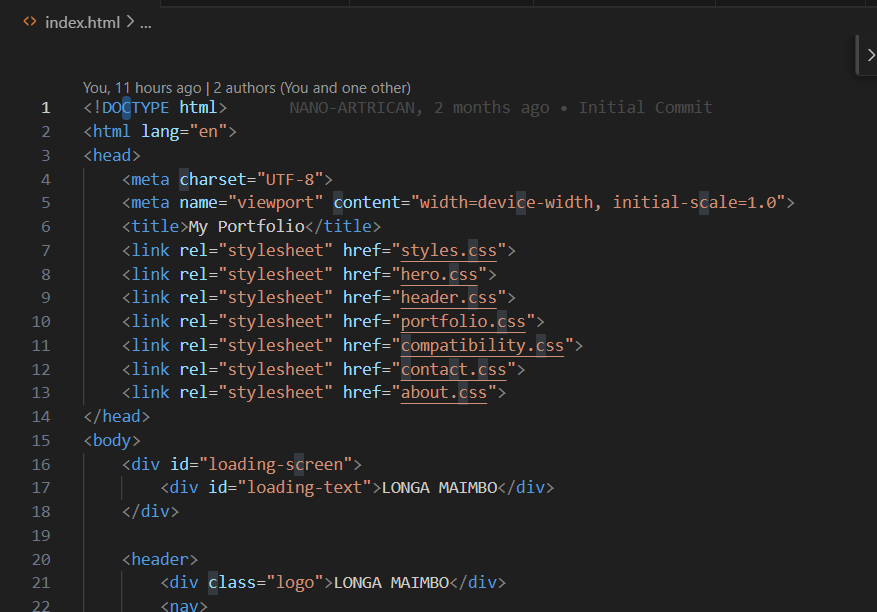 <> index.html > ...
You, 11 hours ago | 2 authors (You and one other)
1 <!DOCTYPE html> NANO-ARTRICAN, 2 months ago • Initial Commit
2 <html lang="en">
3 <head>
4 <meta charset="UTF-8">
5 <meta name="viewport" content="width=device-width, initial-scale=1.0">
6 <title>My Portfolio</title>
7 <link rel="stylesheet" href="styles.css">
8 <link rel="stylesheet" href="hero.css">
9 <link rel="stylesheet" href="header.css">
10 <link rel="stylesheet" href="portfolio.css">
11 <link rel="stylesheet" href="compatibility.css">
12 <link rel="stylesheet" href="contact.css">
13 <link rel="stylesheet" href="about.css">
14 </head>
15 <body>
16 <div id="loading-screen">
17 <div id="loading-text">LONGA MAIMBO</div>
18 </div>
19
20 <header>
21 <div class="logo">LONGA MAIMBO</div>
22 <nav>